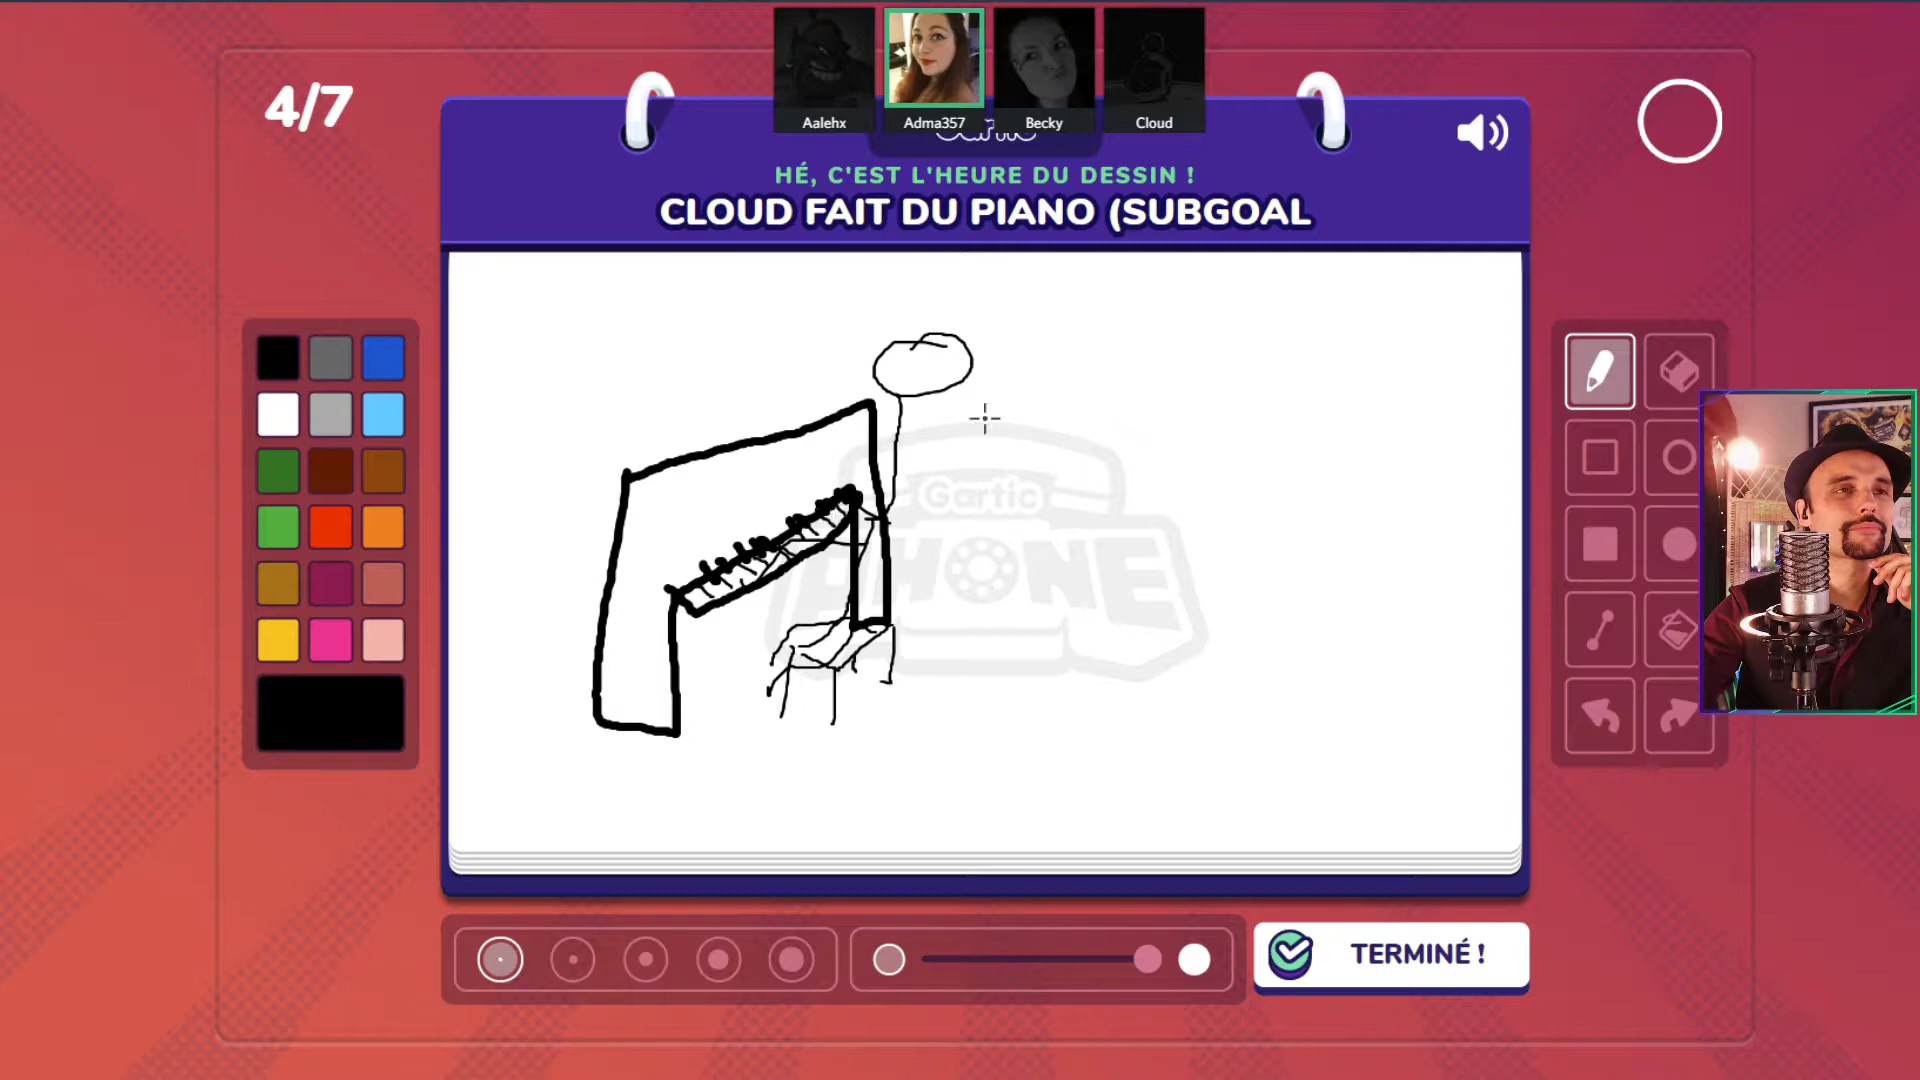 4/7
Aalehx
Adma357
Becky
Cloud
HÉ, C'EST L'HEURE DU DESSIN !
CLOUD FAIT DU PIANO (SUBGOAL
Gartic
PHONE
TERMINÉ !